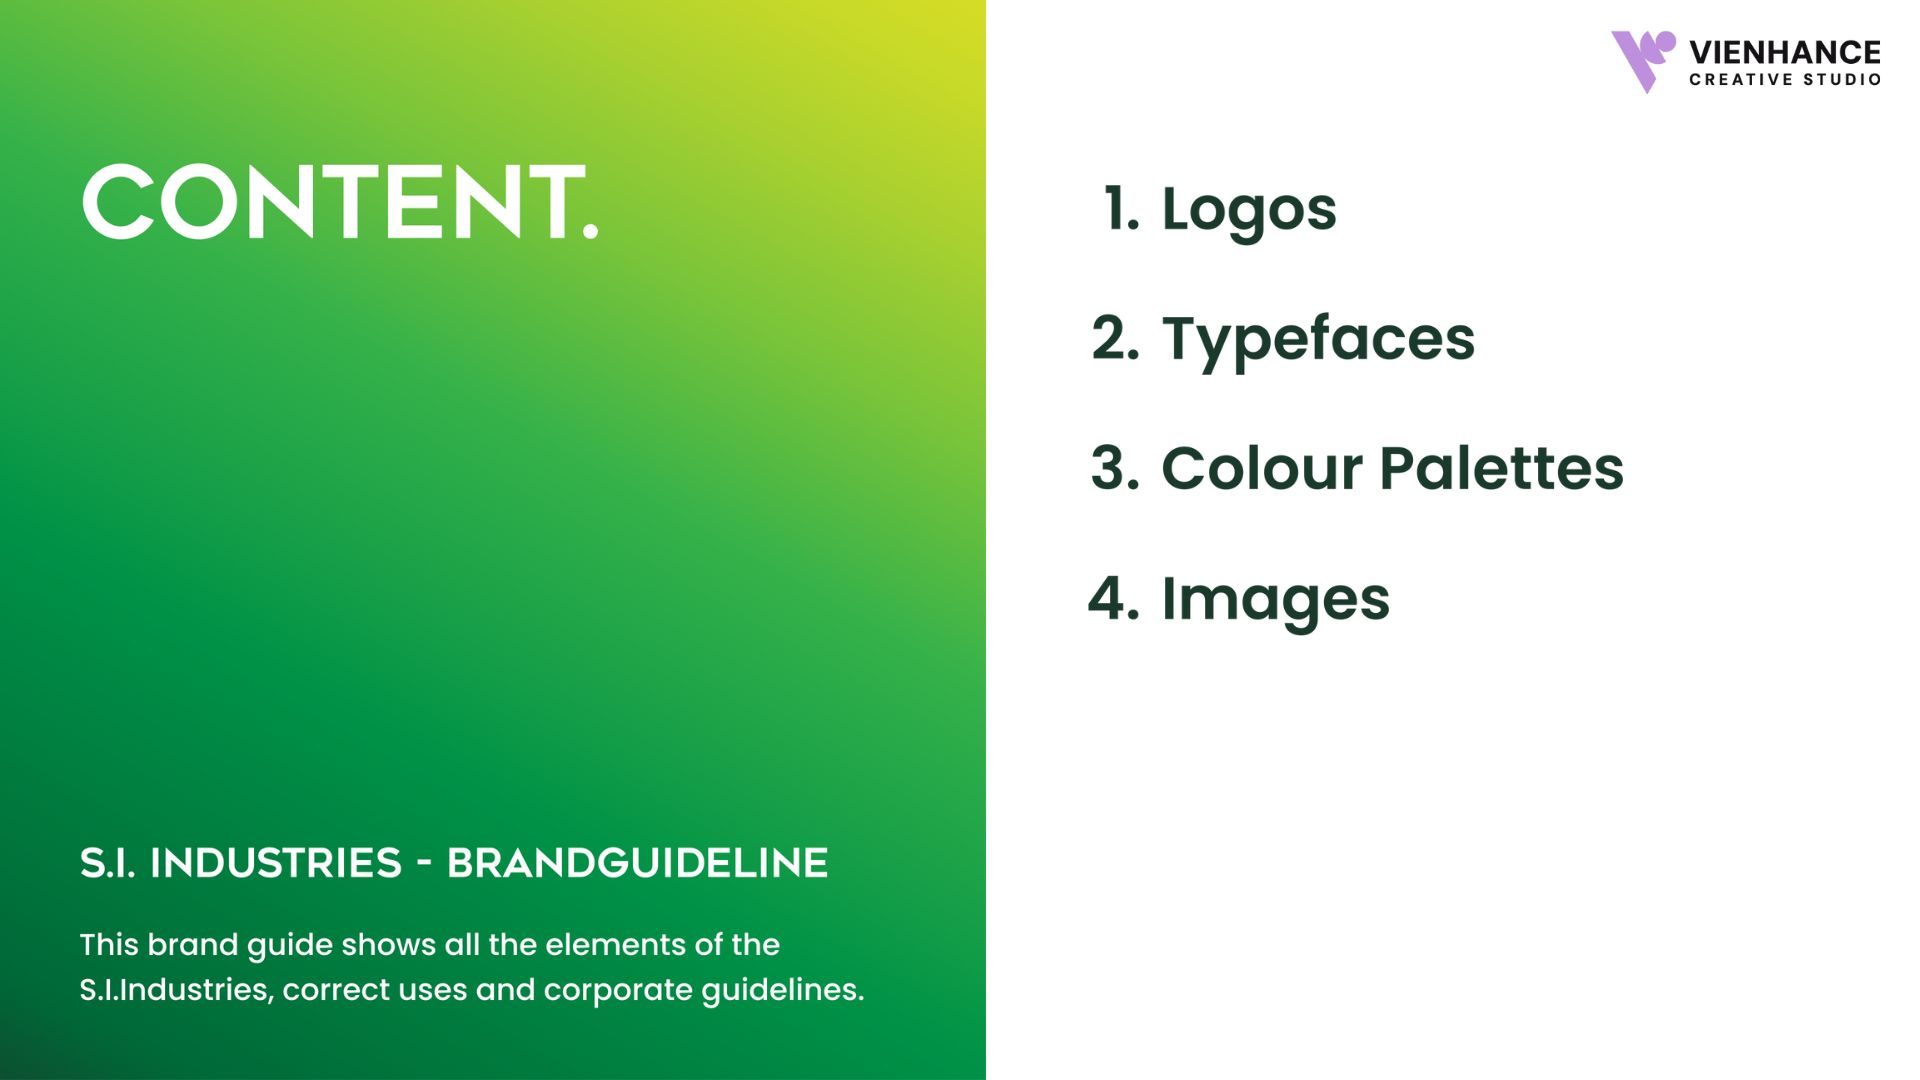 CONTENT.
S.I. INDUSTRIES - BRANDGUIDELINE
This brand guide shows all the elements of the
S.I.Industries, correct uses and corporate guidelines.
VIENHANCE
CREATIVE STUDIO
1. Logos
2. Typefaces
3. Colour Palettes
4. Images